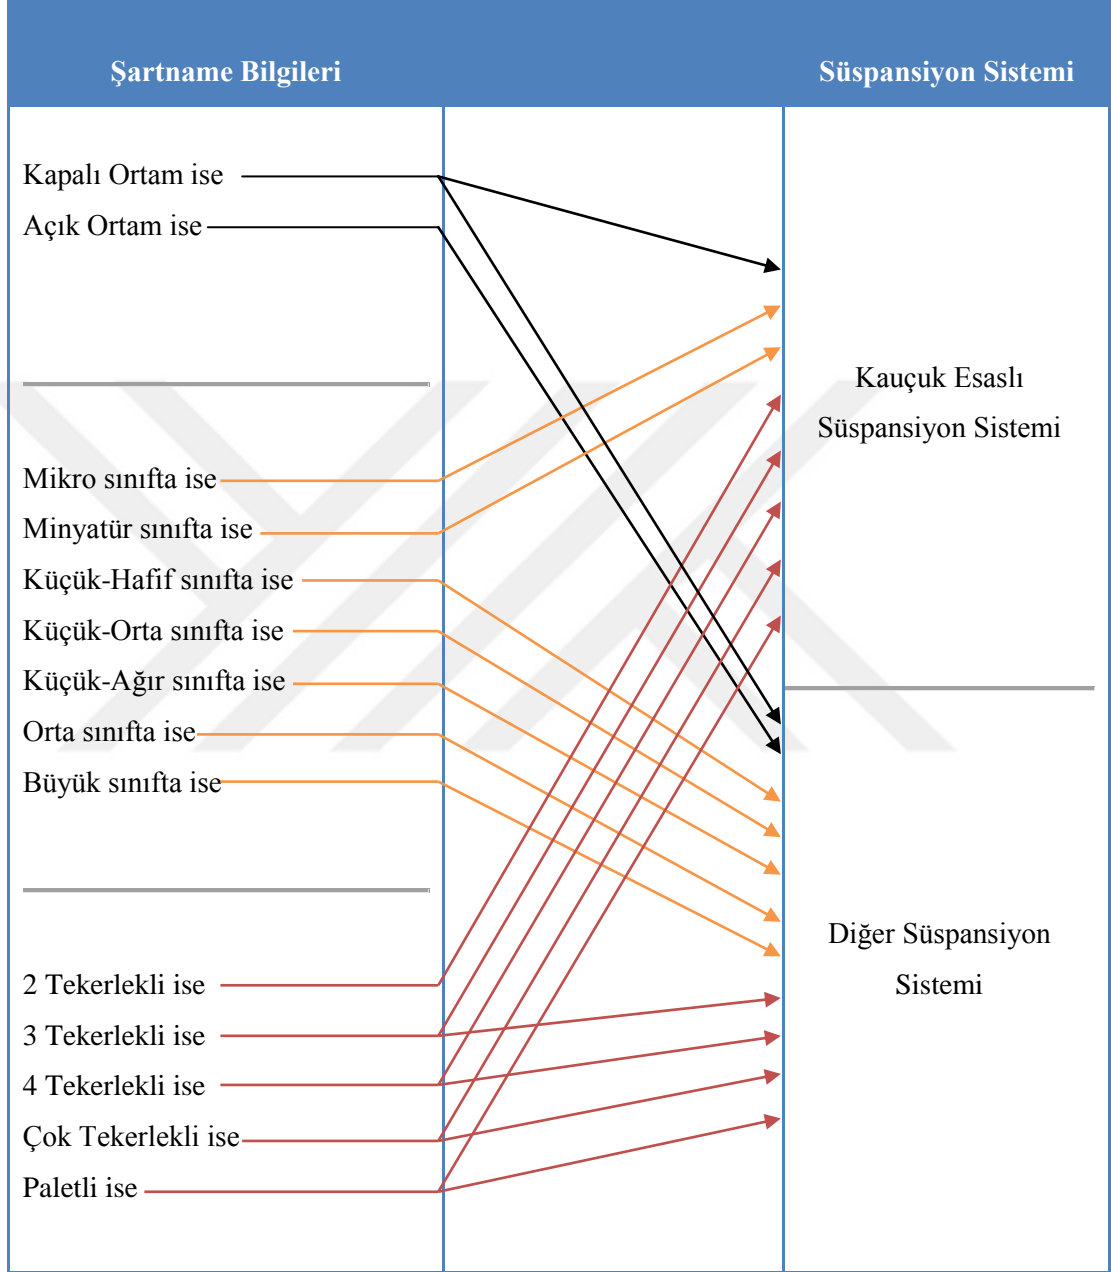 Şartname Bilgileri
Süspansiyon Sistemi
Kapalı Ortam ise
Açık Ortam ise
Mikro sınıfta ise
Minyatür sınıfta ise
Küçük-Hafif sınıfta ise
Küçük-Orta sınıfta ise
Küçük-Ağır sınıfta ise
Orta sınıfta ise
Büyük sınıfta ise
2 Tekerlekli ise
3 Tekerlekli ise
4 Tekerlekli ise
Çok Tekerlekli ise
Paletli ise
Kauçuk Esaslı
Süspansiyon Sistemi
Diğer Süspansiyon
Sistemi